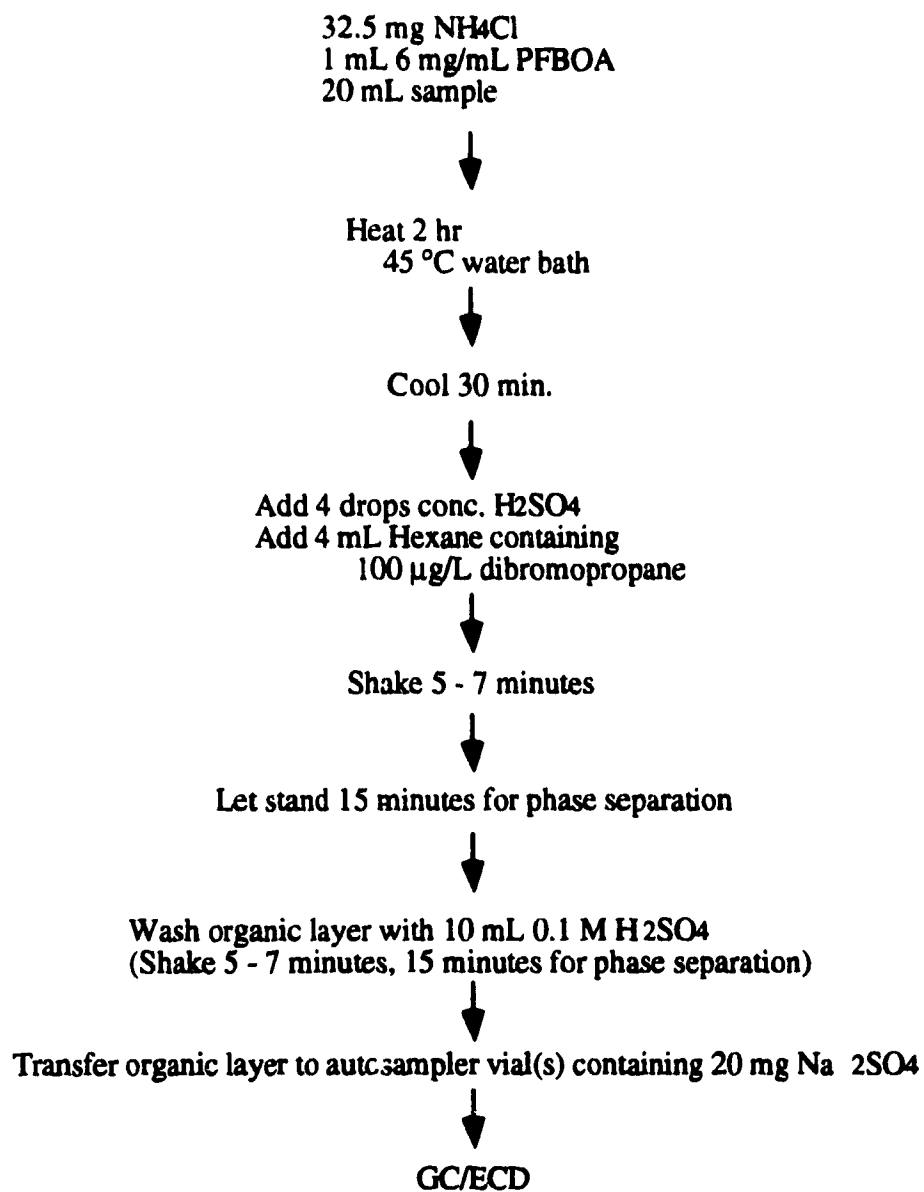 32.5 mg NH4Cl
1 mL 6 mg/mL PFBOA
20 mL sample
Heat 2 hr
45 °C water bath
Cool 30 min.
Add 4 drops conc. H2SO4
Add 4 mL Hexane containing
100 µg/L dibromopropane
Shake 5 - 7 minutes
Let stand 15 minutes for phase separation
Wash organic layer with 10 mL 0.1 M H2SO4
(Shake 5 - 7 minutes, 15 minutes for phase separation)
Transfer organic layer to autosampler vial(s) containing 20 mg Na 2SO4
GC/ECD